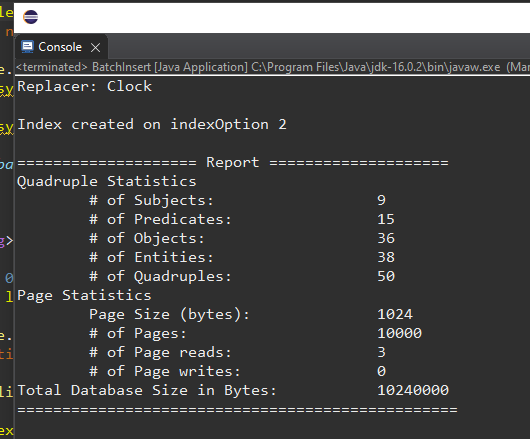 Console
<terminated> BatchInsert [Java Application] C:\Program Files\Java\jdk-16.0.2\bin\javaw.exe (Mar
Replacer: Clock
Index created on indexOption 2
==================== Report ====================
Quadruple Statistics
# of Subjects: 9
# of Predicates: 15
# of Objects: 36
# of Entities: 38
# of Quadruples: 50
Page Statistics
Page Size (bytes): 1024
# of Pages: 10000
# of Page reads: 3
# of Page writes: 0
Total Database Size in Bytes: 10240000
=================================================